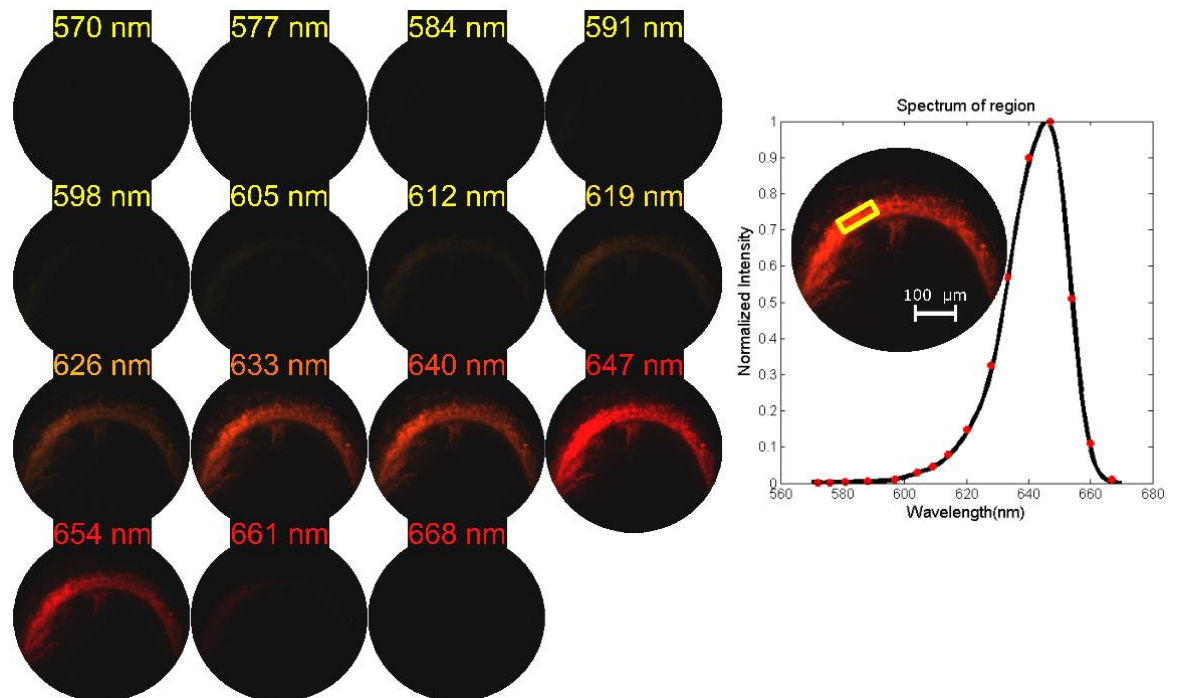 570 nm 577 nm 584 nm 591 nm
598 nm 605 nm 612 nm 619 nm
626 nm 633 nm 640 nm 647 nm
654 nm 661 nm 668 nm
Spectrum of region
1
0.9
0.8
0.7
0.6
0.5
0.4
0.3
0.2
0.1
0
Normalized Intensity
100 μm
560 580 600 620 640 660 680
Wavelength(nm)